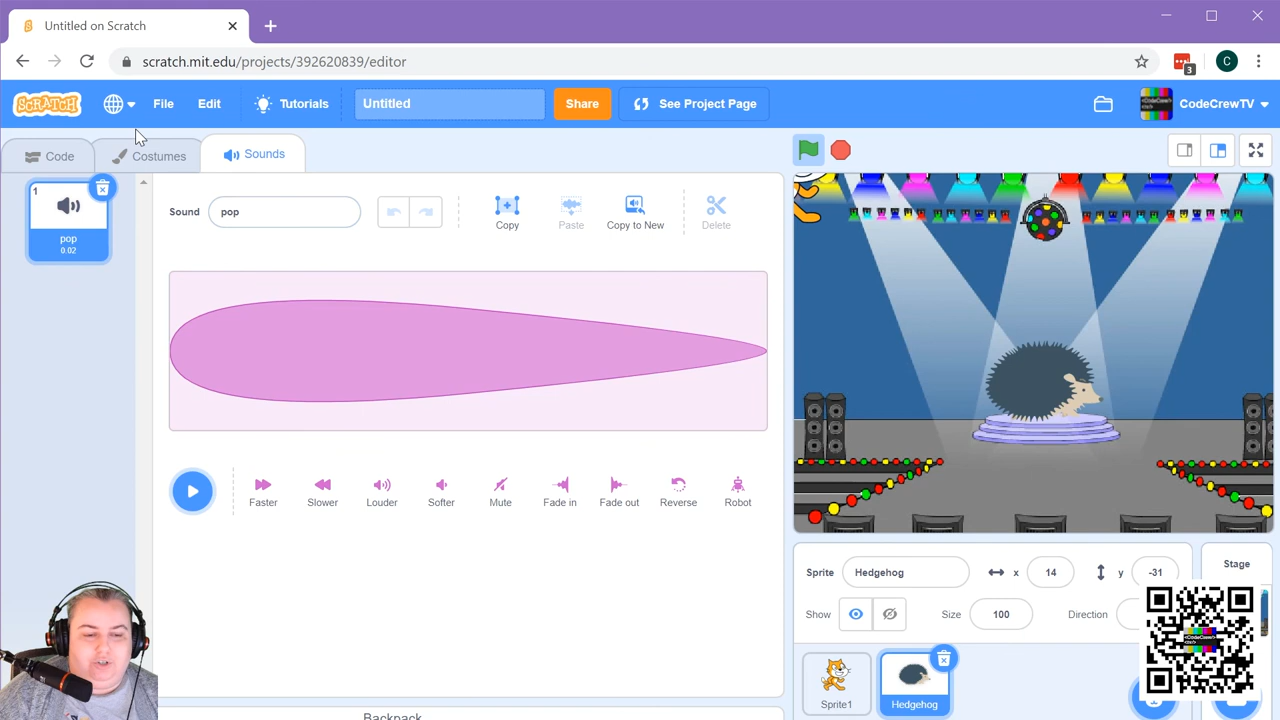 Untitled on Scratch
scratch.mit.edu/projects/392620839/editor
3
C
SCRATCH
File
Edit
Tutorials
Untitled
Share
See Project Page
CodeCrewTV
Code
Costumes
Sounds
1
pop
0.02
Sound
pop
Copy
Paste
Copy to New
Delete
Faster
Slower
Louder
Softer
Mute
Fade in
Fade out
Reverse
Robot
Sprite
Hedgehog
x
14
y
-31
Show
Size
100
Direction
Stage
Sprite1
Hedgehog
Backpack